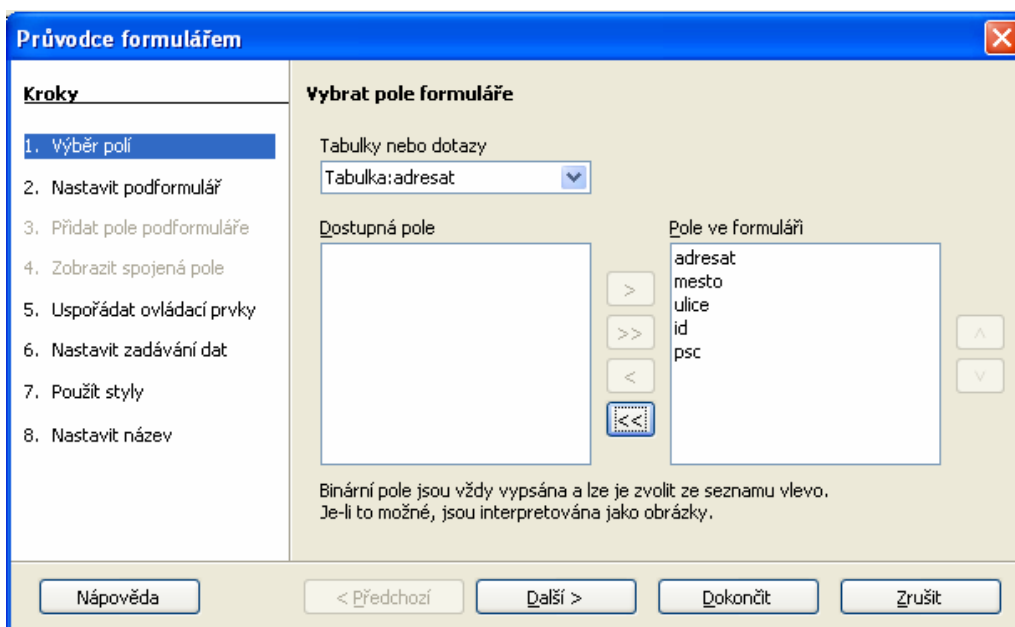 Průvodce formulářem
Kroky
1. Výběr polí
2. Nastavit podformulář
3. Přidat pole podformuláře
4. Zobrazit spojená pole
5. Uspořádat ovládací prvky
6. Nastavit zadávání dat
7. Použít styly
8. Nastavit název
Vybrat pole formuláře
Tabulky nebo dotazy
Tabulka:adresat
Dostupná pole
Pole ve formuláři
adresat
mesto
ulice
id
psc
>
>>
<
<<
^
v
Binární pole jsou vždy vypsána a lze je zvolit ze seznamu vlevo.
Je-li to možné, jsou interpretována jako obrázky.
Nápověda
< Předchozí
Další >
Dokončit
Zrušit